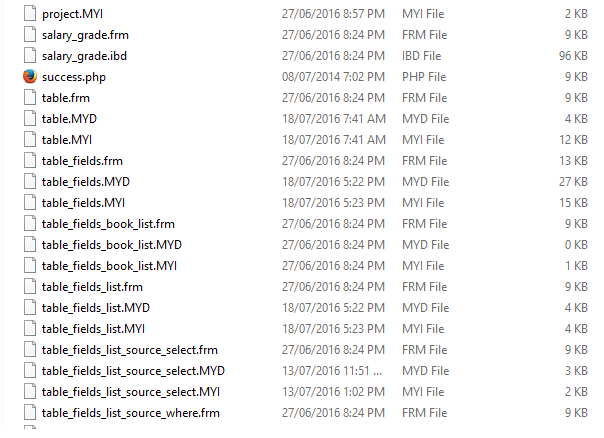 project.MYI 27/06/2016 8:57 PM MYI File 2 KB
salary_grade.frm 27/06/2016 8:24 PM FRM File 9 KB
salary_grade.ibd 27/06/2016 8:24 PM IBD File 96 KB
success.php 08/07/2014 7:02 PM PHP File 9 KB
table.frm 27/06/2016 8:24 PM FRM File 9 KB
table.MYD 18/07/2016 7:41 AM MYD File 4 KB
table.MYI 18/07/2016 7:41 AM MYI File 12 KB
table_fields.frm 27/06/2016 8:24 PM FRM File 13 KB
table_fields.MYD 18/07/2016 5:22 PM MYD File 27 KB
table_fields.MYI 18/07/2016 5:23 PM MYI File 15 KB
table_fields_book_list.frm 27/06/2016 8:24 PM FRM File 9 KB
table_fields_book_list.MYD 27/06/2016 8:24 PM MYD File 0 KB
table_fields_book_list.MYI 27/06/2016 8:24 PM MYI File 1 KB
table_fields_list.frm 27/06/2016 8:24 PM FRM File 9 KB
table_fields_list.MYD 18/07/2016 5:22 PM MYD File 4 KB
table_fields_list.MYI 18/07/2016 5:23 PM MYI File 4 KB
table_fields_list_source_select.frm 27/06/2016 8:24 PM FRM File 9 KB
table_fields_list_source_select.MYD 13/07/2016 11:51 ... MYD File 3 KB
table_fields_list_source_select.MYI 13/07/2016 1:02 PM MYI File 2 KB
table_fields_list_source_where.frm 27/06/2016 8:24 PM FRM File 9 KB